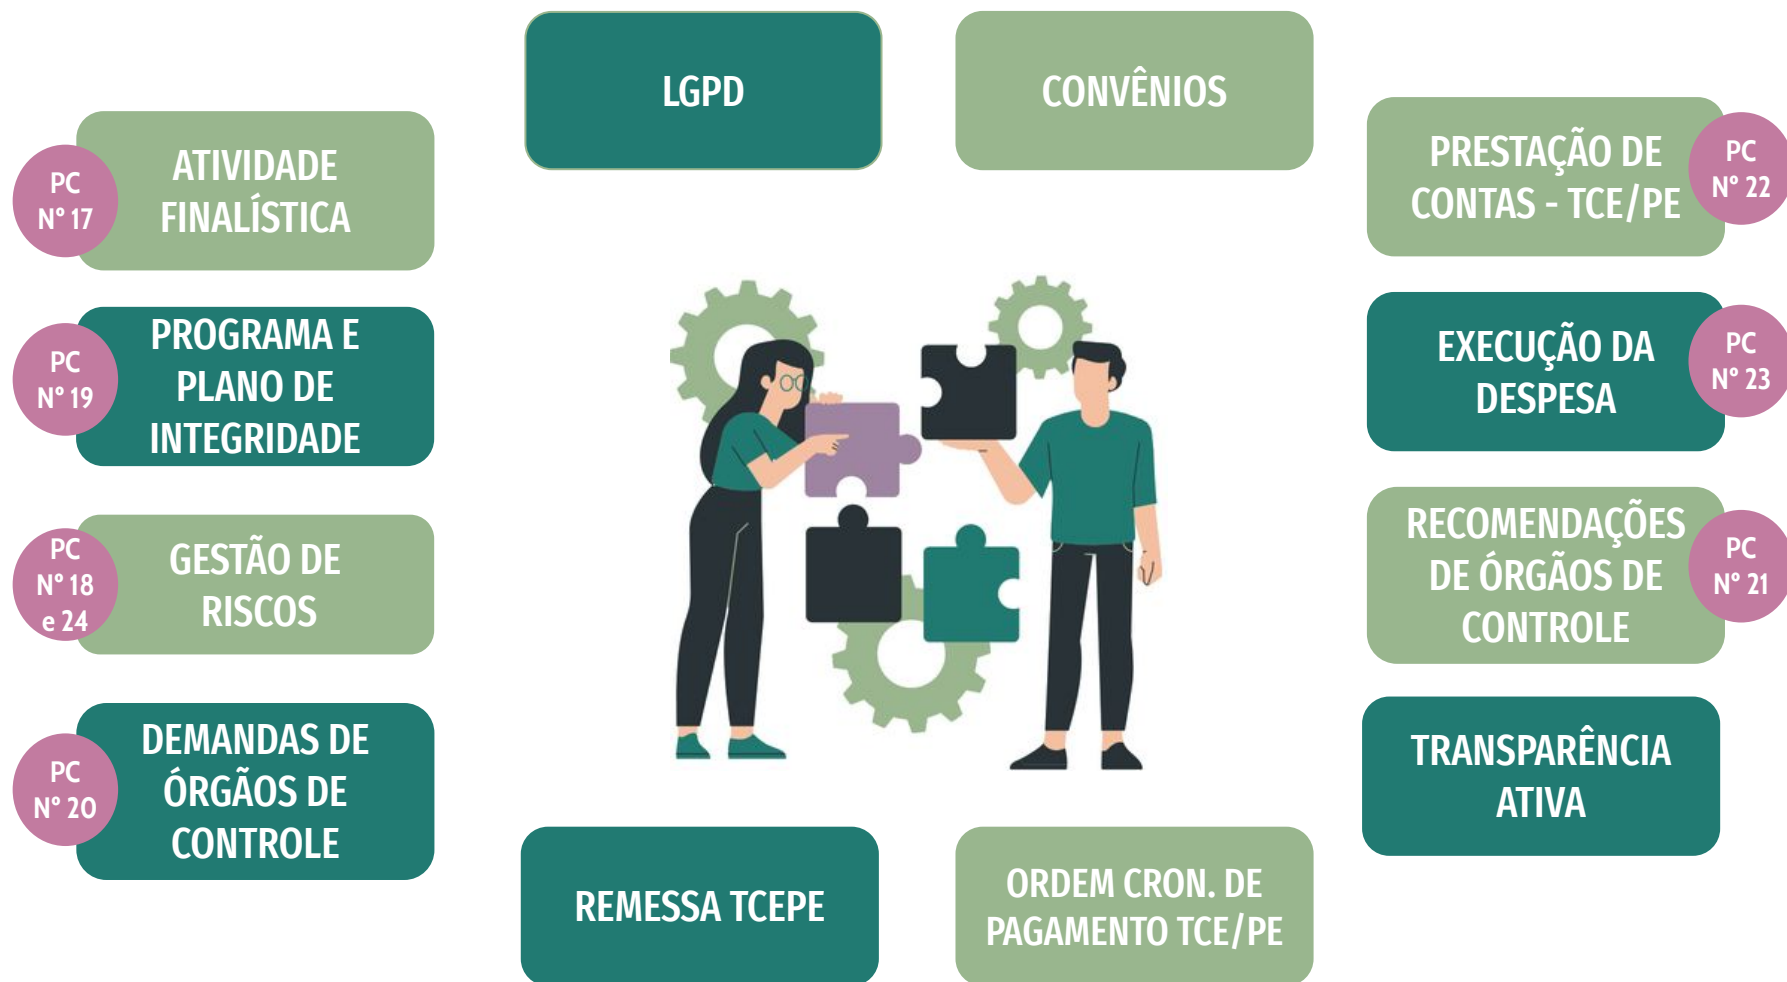 LGPD
CONVÊNIOS
PC
Nº 17
ATIVIDADE
FINALÍSTICA
PRESTAÇÃO DE
CONTAS - TCE/PE
PC
Nº 22
PC
Nº 19
PROGRAMA E
PLANO DE
INTEGRIDADE
EXECUÇÃO DA
DESPESA
PC
Nº 23
PC
Nº 18
e 24
GESTÃO DE
RISCOS
RECOMENDAÇÕES
DE ÓRGÃOS DE
CONTROLE
PC
Nº 21
PC
Nº 20
DEMANDAS DE
ÓRGÃOS DE
CONTROLE
TRANSPARÊNCIA
ATIVA
REMESSA TCEPE
ORDEM CRON. DE
PAGAMENTO TCE/PE